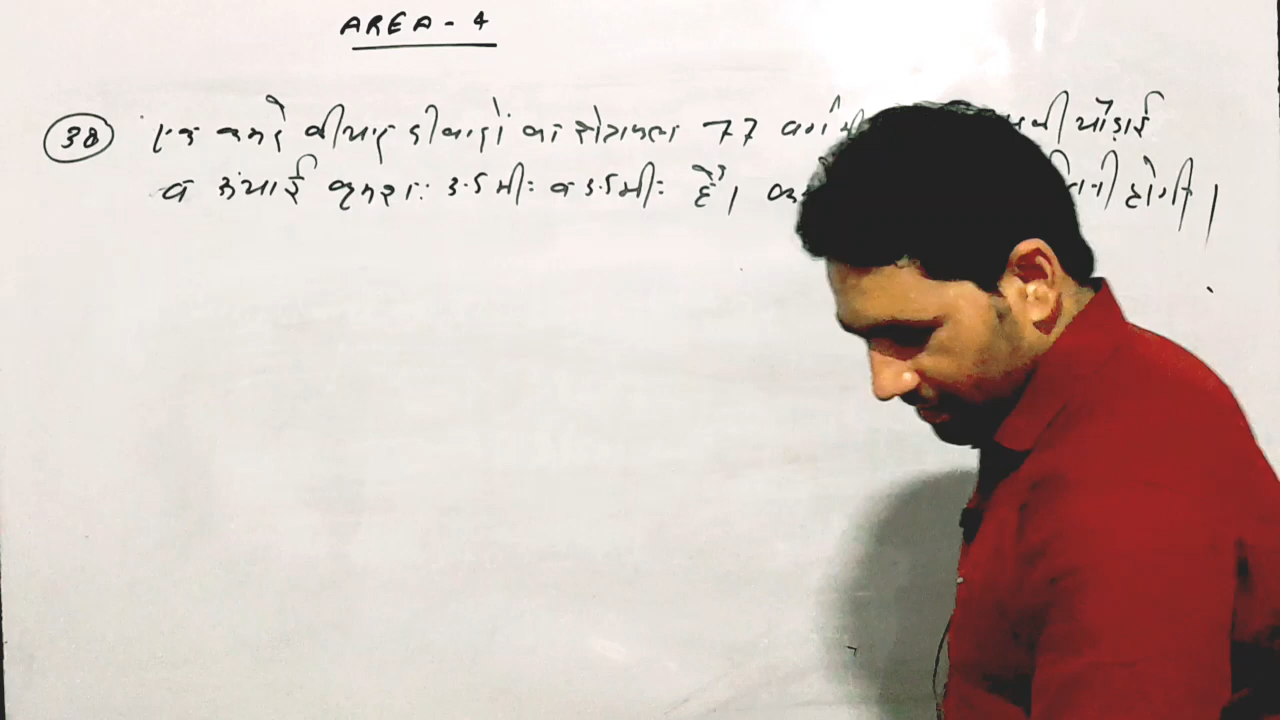 AREA - 4
38 एक कमरे की चार दीवारों का क्षेत्रफल 77 वर्ग की चौड़ाई
व ऊंचाई क्रमशः 3.5 मीः व 3.5 मीः है। होगी।